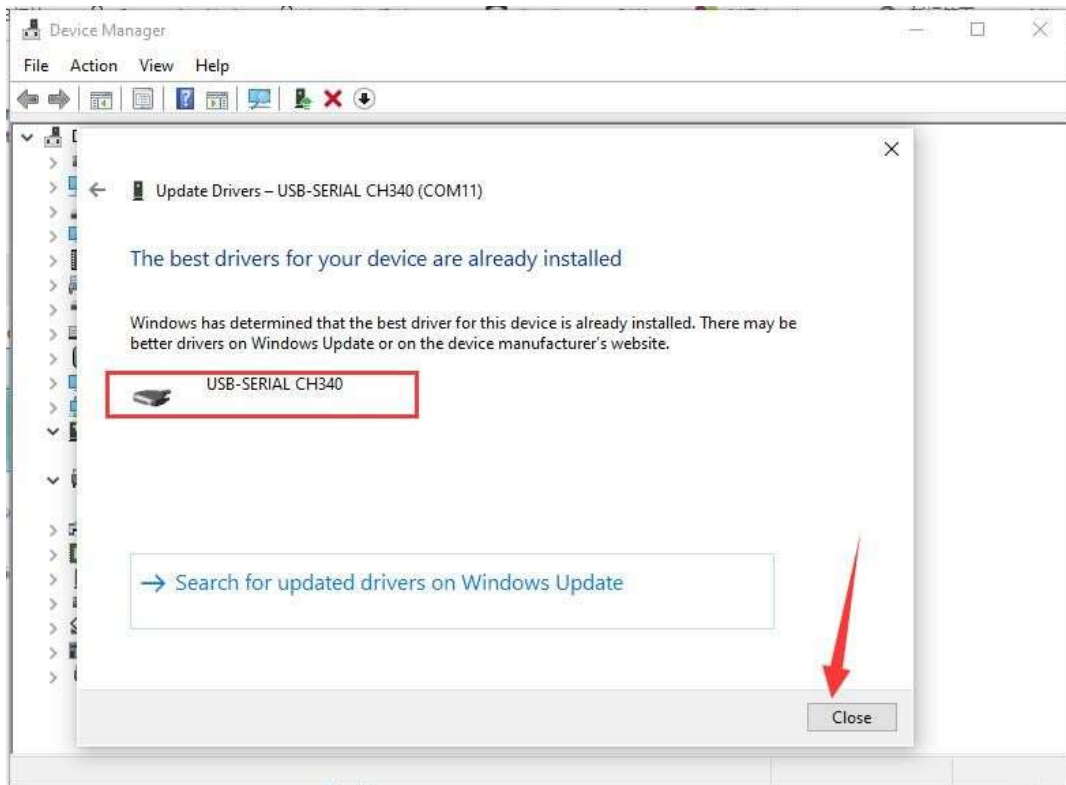 Device Manager
File Action View Help
Update Drivers – USB-SERIAL CH340 (COM11)
The best drivers for your device are already installed
Windows has determined that the best driver for this device is already installed. There may be
better drivers on Windows Update or on the device manufacturer's website.
USB-SERIAL CH340
→ Search for updated drivers on Windows Update
Close